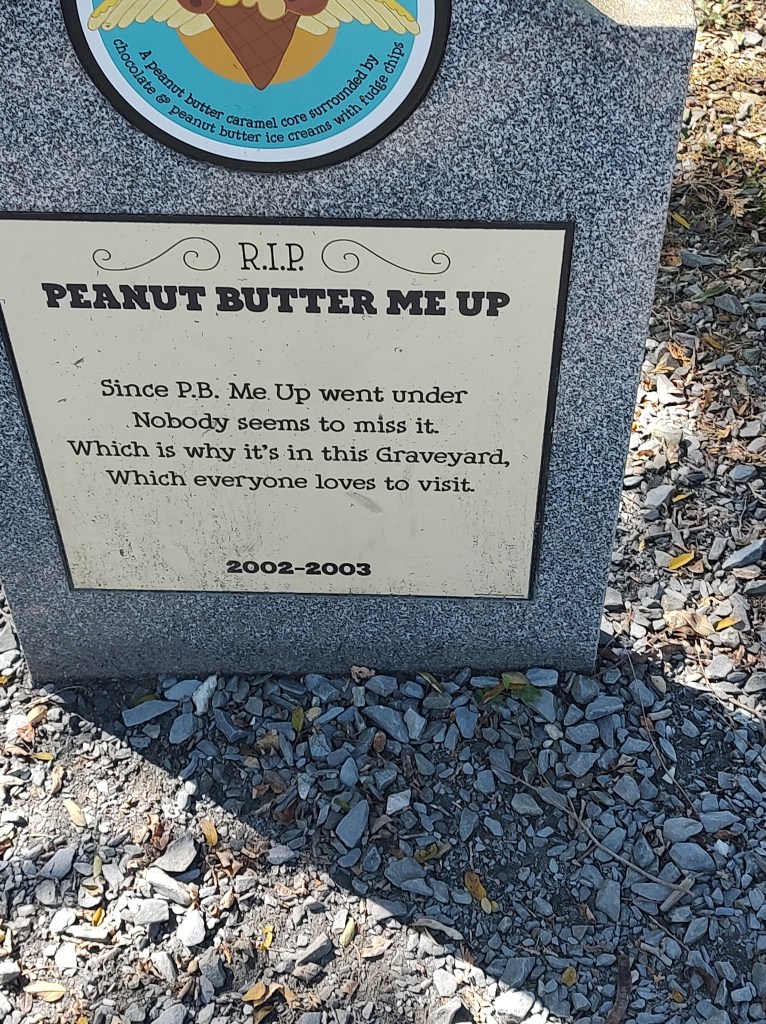 A peanut butter caramel core surrounded by
chocolate & peanut butter ice creams with fudge chips
R.I.P.
PEANUT BUTTER ME UP
Since P.B. Me Up went under
Nobody seems to miss it.
Which is why it's in this Graveyard,
Which everyone loves to visit.
2002-2003